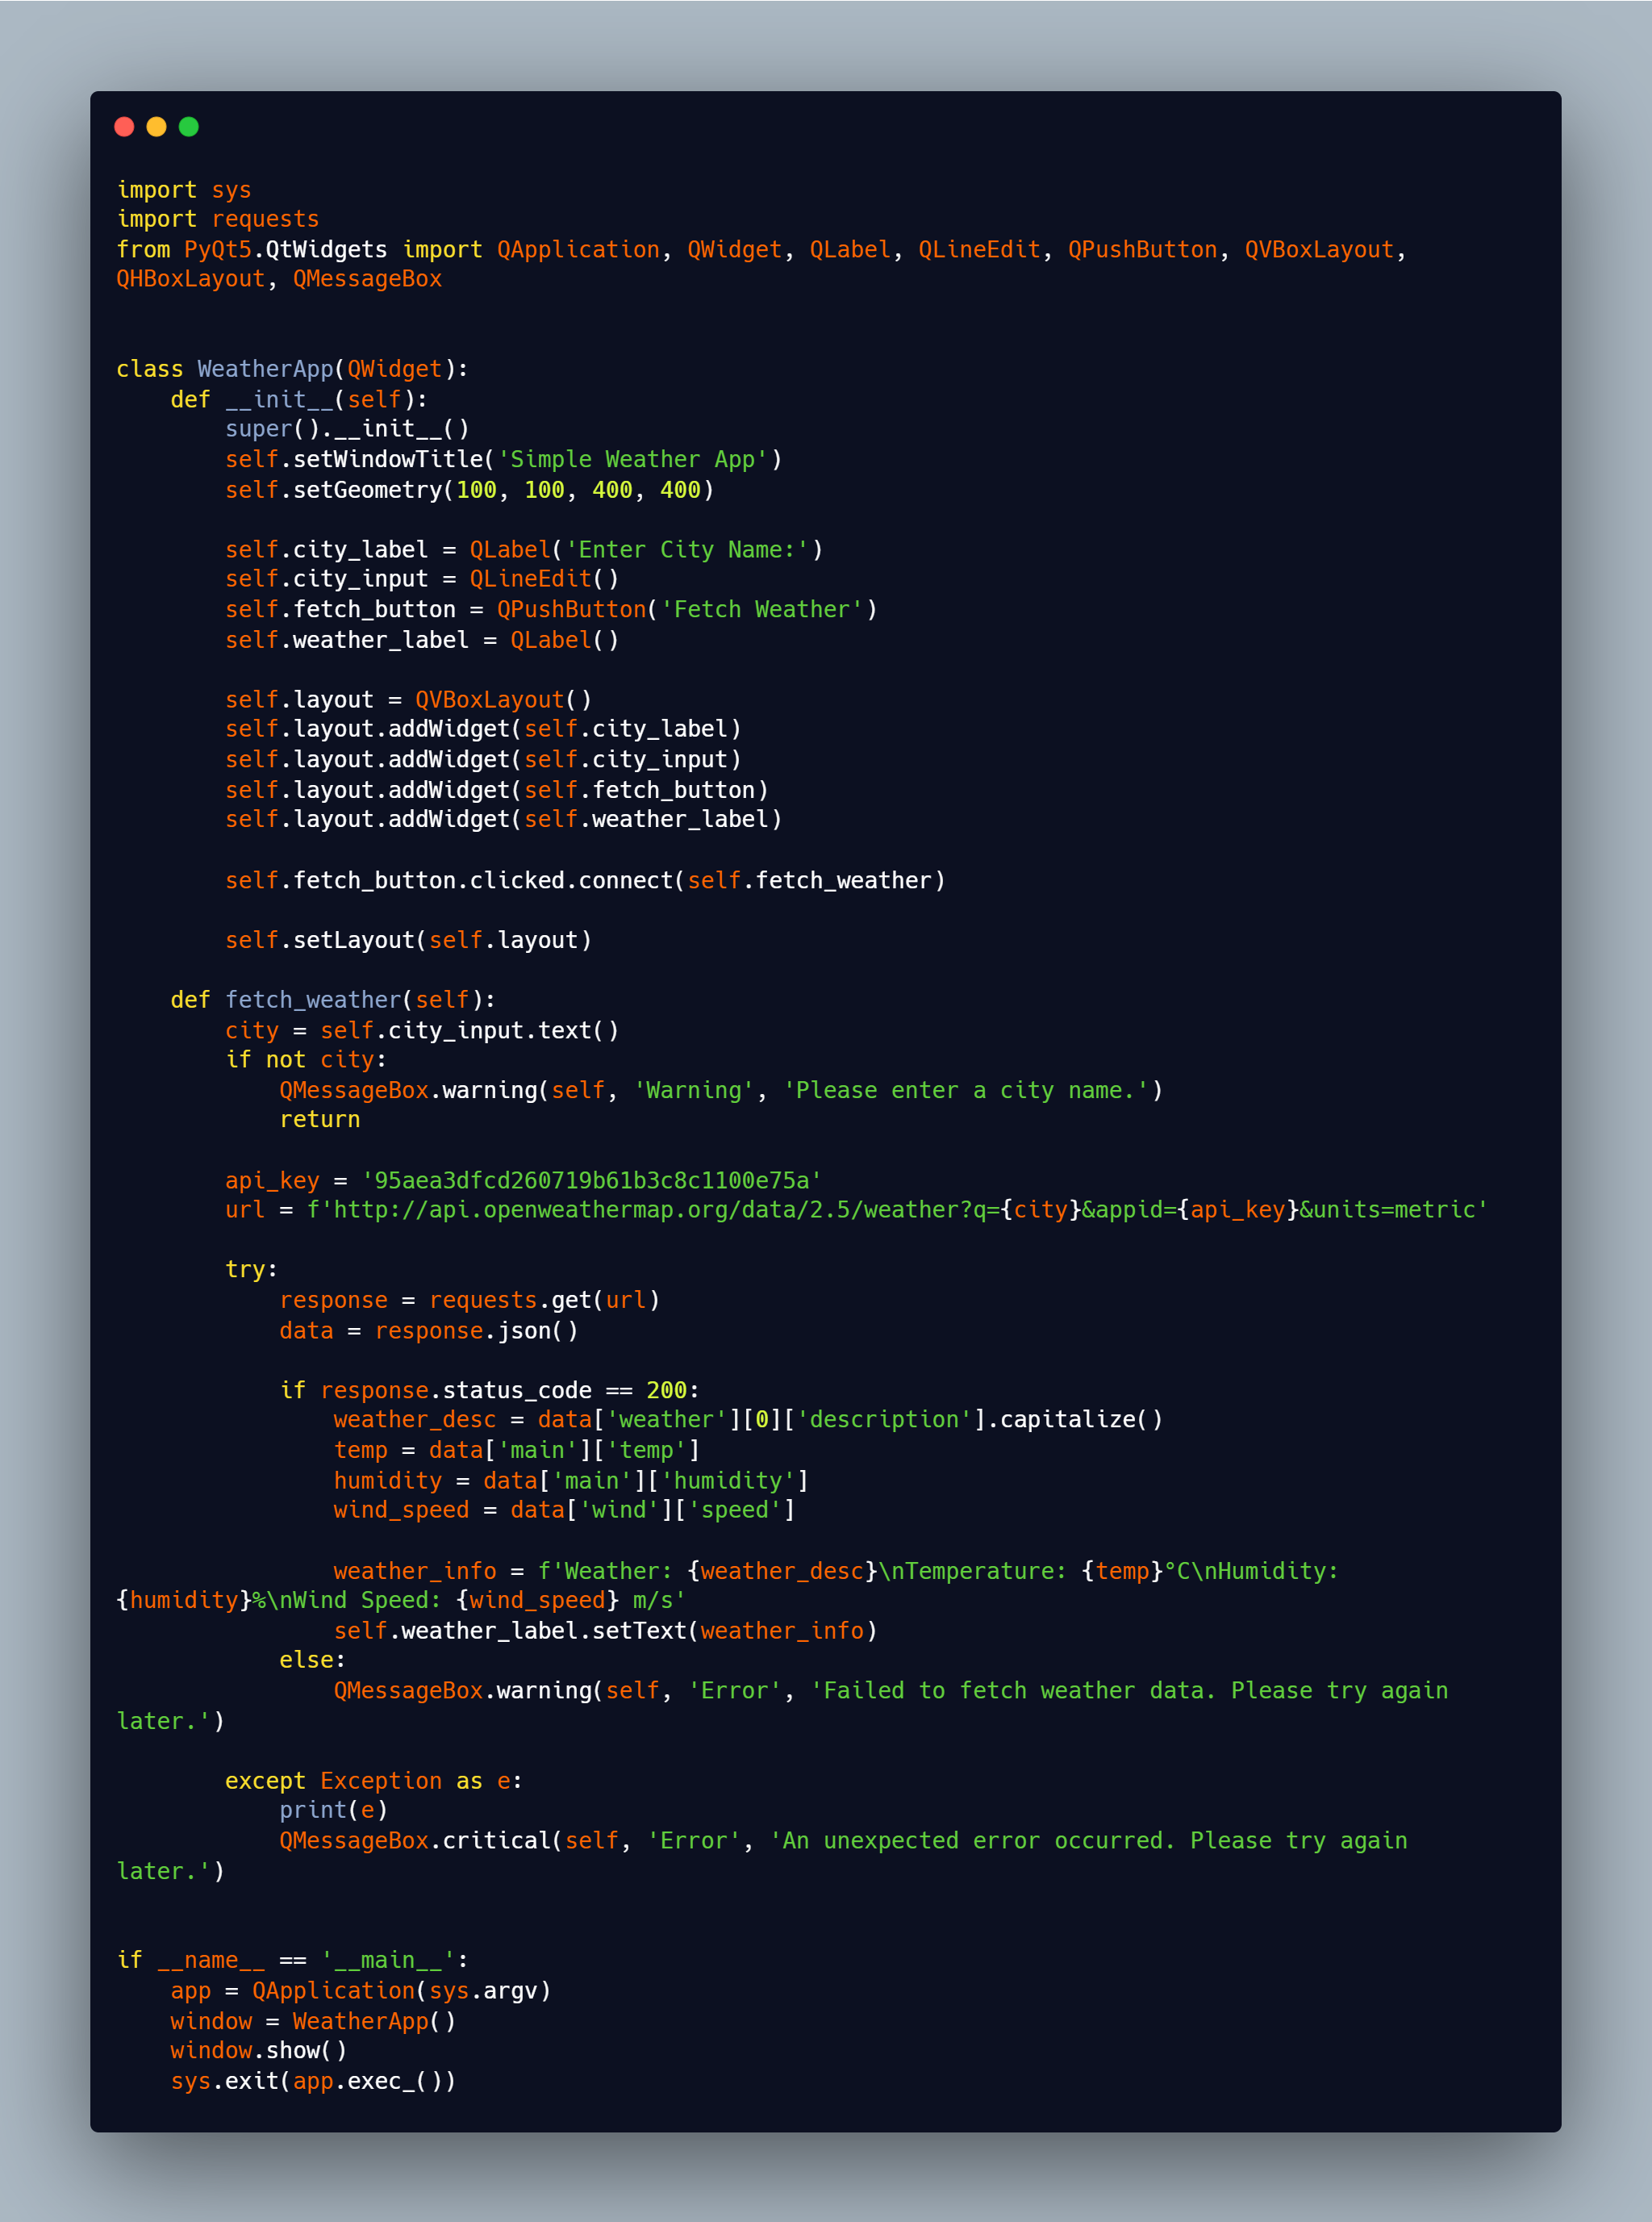 import sys
import requests
from PyQt5.QtWidgets import QApplication, QWidget, QLabel, QLineEdit, QPushButton, QVBoxLayout,
QHBoxLayout, QMessageBox


class WeatherApp(QWidget):
    def __init__(self):
        super().__init__()
        self.setWindowTitle('Simple Weather App')
        self.setGeometry(100, 100, 400, 400)

        self.city_label = QLabel('Enter City Name:')
        self.city_input = QLineEdit()
        self.fetch_button = QPushButton('Fetch Weather')
        self.weather_label = QLabel()

        self.layout = QVBoxLayout()
        self.layout.addWidget(self.city_label)
        self.layout.addWidget(self.city_input)
        self.layout.addWidget(self.fetch_button)
        self.layout.addWidget(self.weather_label)

        self.fetch_button.clicked.connect(self.fetch_weather)

        self.setLayout(self.layout)

    def fetch_weather(self):
        city = self.city_input.text()
        if not city:
            QMessageBox.warning(self, 'Warning', 'Please enter a city name.')
            return

        api_key = '95aea3dfcd260719b61b3c8c1100e75a'
        url = f'http://api.openweathermap.org/data/2.5/weather?q={city}&appid={api_key}&units=metric'

        try:
            response = requests.get(url)
            data = response.json()

            if response.status_code == 200:
                weather_desc = data['weather'][0]['description'].capitalize()
                temp = data['main']['temp']
                humidity = data['main']['humidity']
                wind_speed = data['wind']['speed']

                weather_info = f'Weather: {weather_desc}\nTemperature: {temp}°C\nHumidity:
{humidity}%\nWind Speed: {wind_speed} m/s'
                self.weather_label.setText(weather_info)
            else:
                QMessageBox.warning(self, 'Error', 'Failed to fetch weather data. Please try again
later.')

        except Exception as e:
            print(e)
            QMessageBox.critical(self, 'Error', 'An unexpected error occurred. Please try again
later.')


if __name__ == '__main__':
    app = QApplication(sys.argv)
    window = WeatherApp()
    window.show()
    sys.exit(app.exec_())